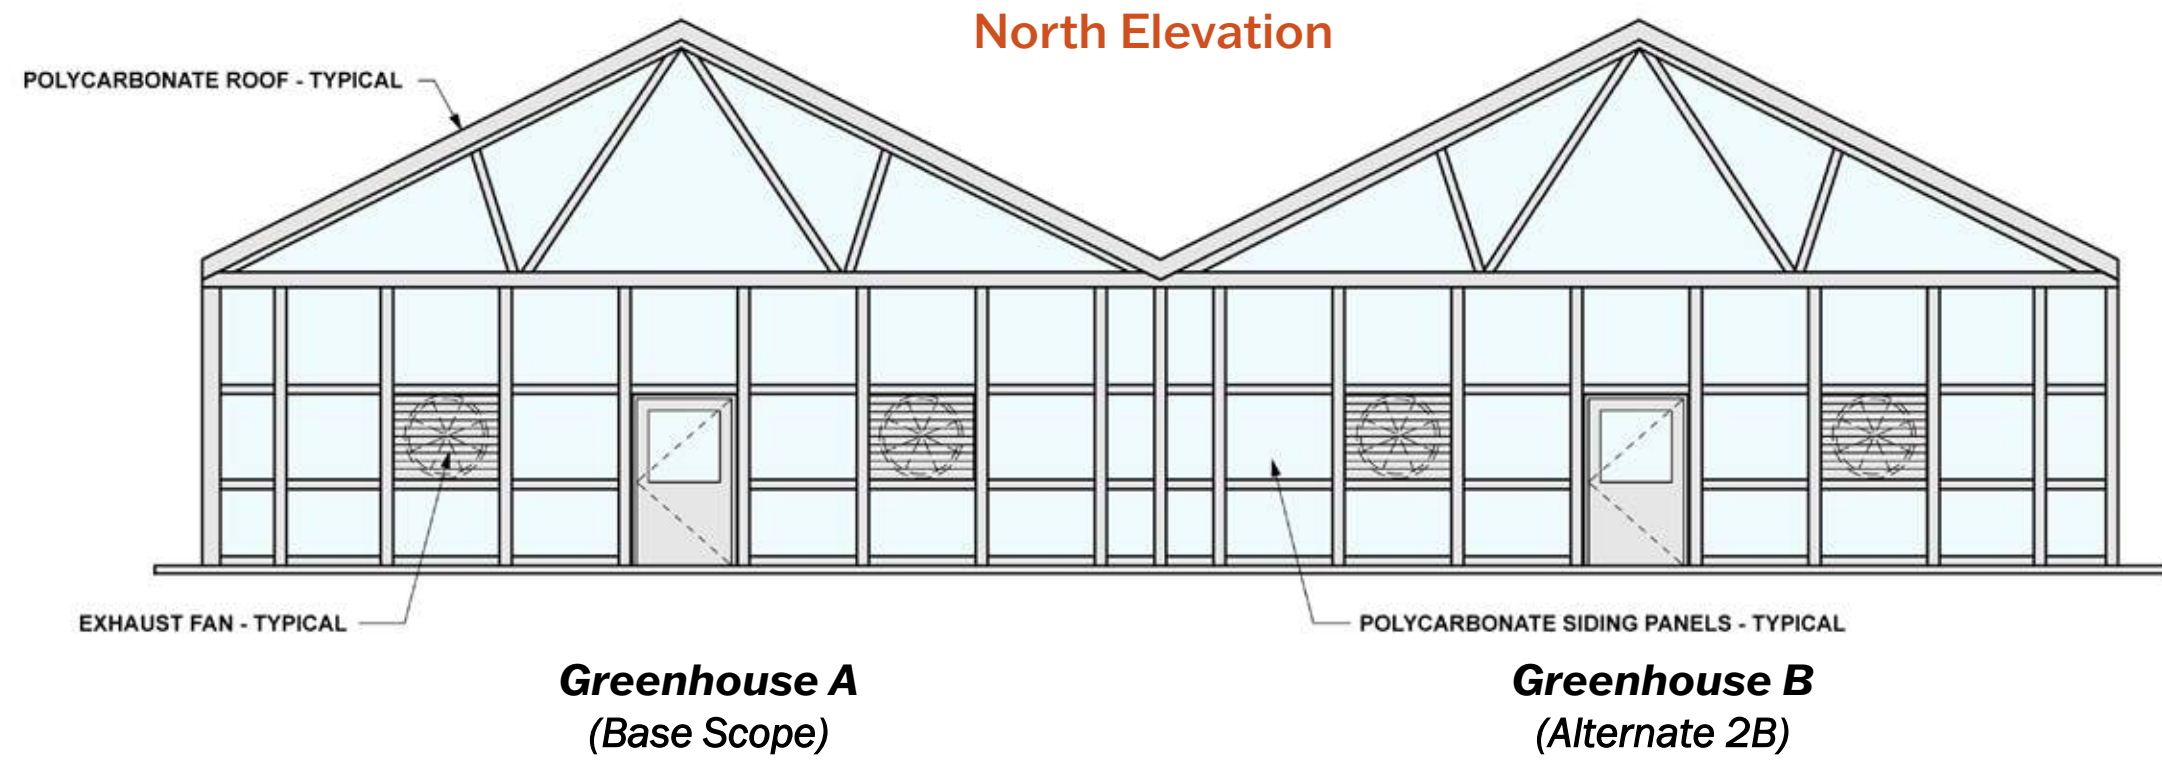 North Elevation
POLYCARBONATE ROOF - TYPICAL
EXHAUST FAN - TYPICAL
POLYCARBONATE SIDING PANELS - TYPICAL
Greenhouse A
(Base Scope)
Greenhouse B
(Alternate 2B)